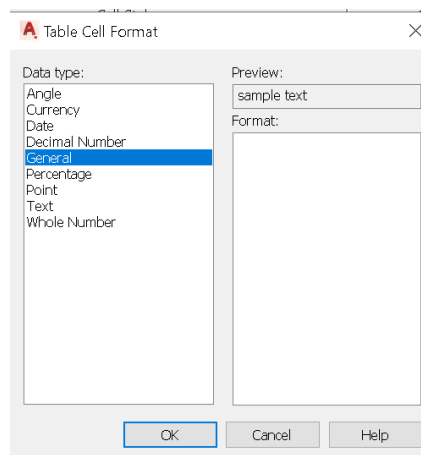 Table Cell Format
Data type:
Angle
Currency
Date
Decimal Number
General
Percentage
Point
Text
Whole Number
Preview:
sample text
Format:
OK
Cancel
Help